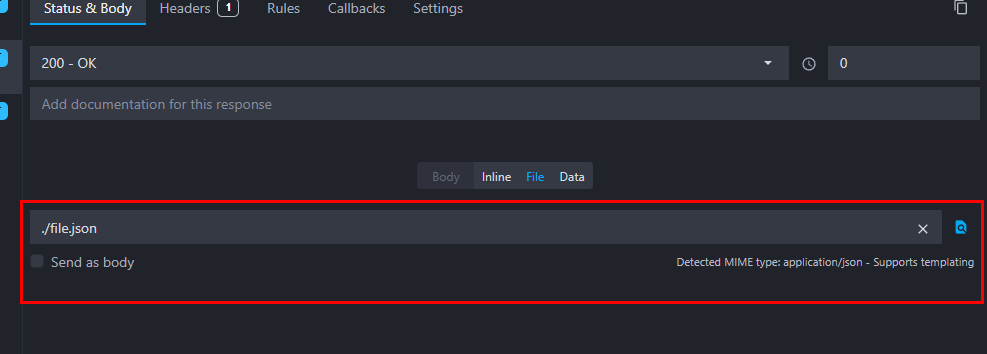 Status & Body Headers 1 Rules Callbacks Settings
200 - OK 0
Add documentation for this response
Body Inline File Data
./file.json
Send as body Detected MIME type: application/json - Supports templating